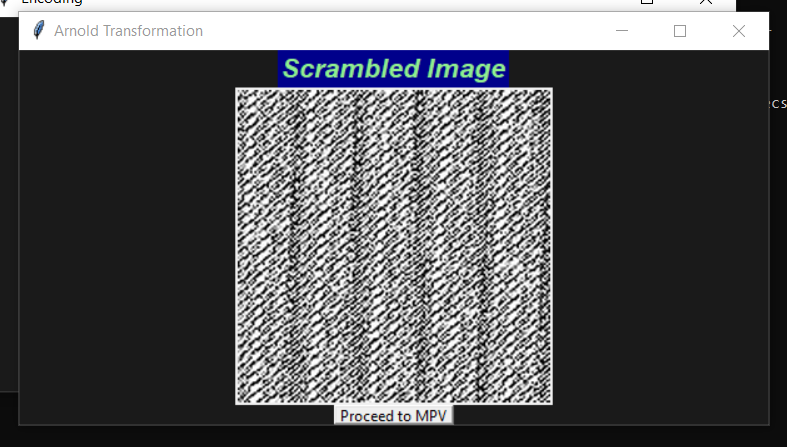 Encoding
Arnold Transformation
Scrambled Image
Proceed to MPV